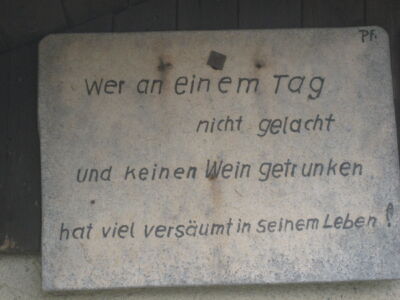 Pf.
Wer an einem Tag
nicht gelacht
und keinen Wein getrunken
hat viel versäumt in seinem Leben!